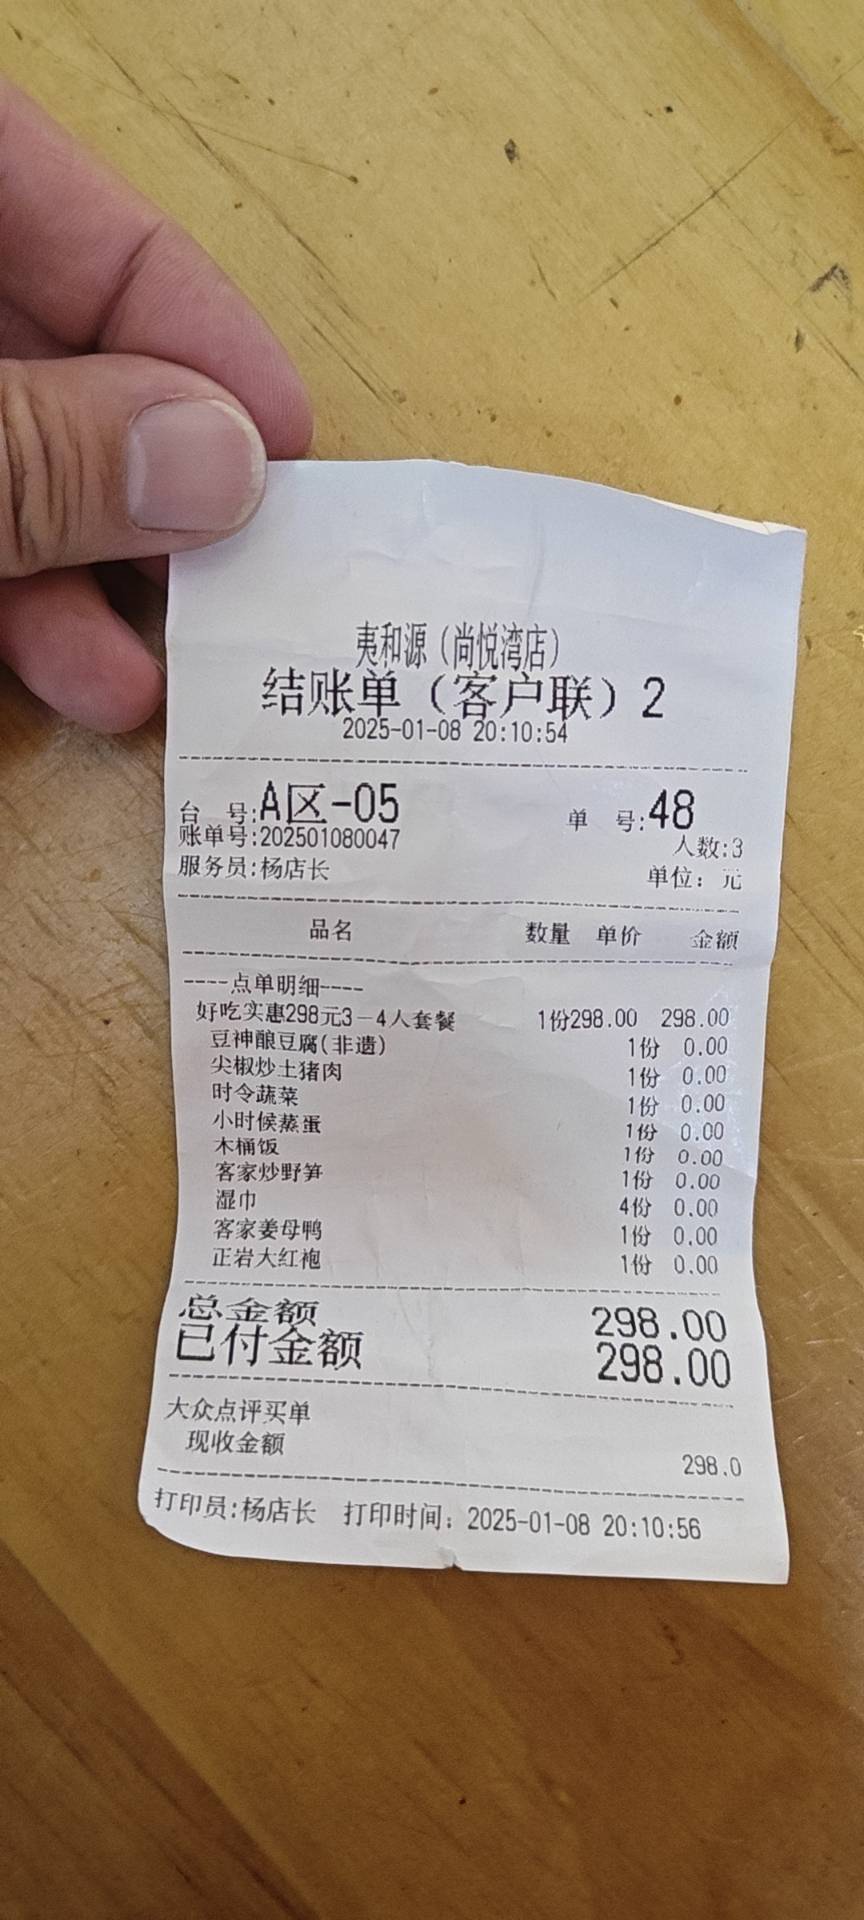 夷和源（尚悦湾店）
结账单（客户联）2
2025-01-08 20:10:54
台 号:A区-05 单 号:48
账单号:202501080047 人数:3
服务员:杨店长 单位：元
品名 数量 单价 金额
----点单明细----
好吃实惠298元3-4人套餐 1份298.00 298.00
豆神酿豆腐(非遗) 1份 0.00
尖椒炒土猪肉 1份 0.00
时令蔬菜 1份 0.00
小时候蒸蛋 1份 0.00
木桶饭 1份 0.00
客家炒野笋 1份 0.00
湿巾 4份 0.00
客家姜母鸭 1份 0.00
正岩大红袍 1份 0.00
总金额 298.00
已付金额 298.00
大众点评买单
现收金额 298.0
打印员:杨店长 打印时间：2025-01-08 20:10:56